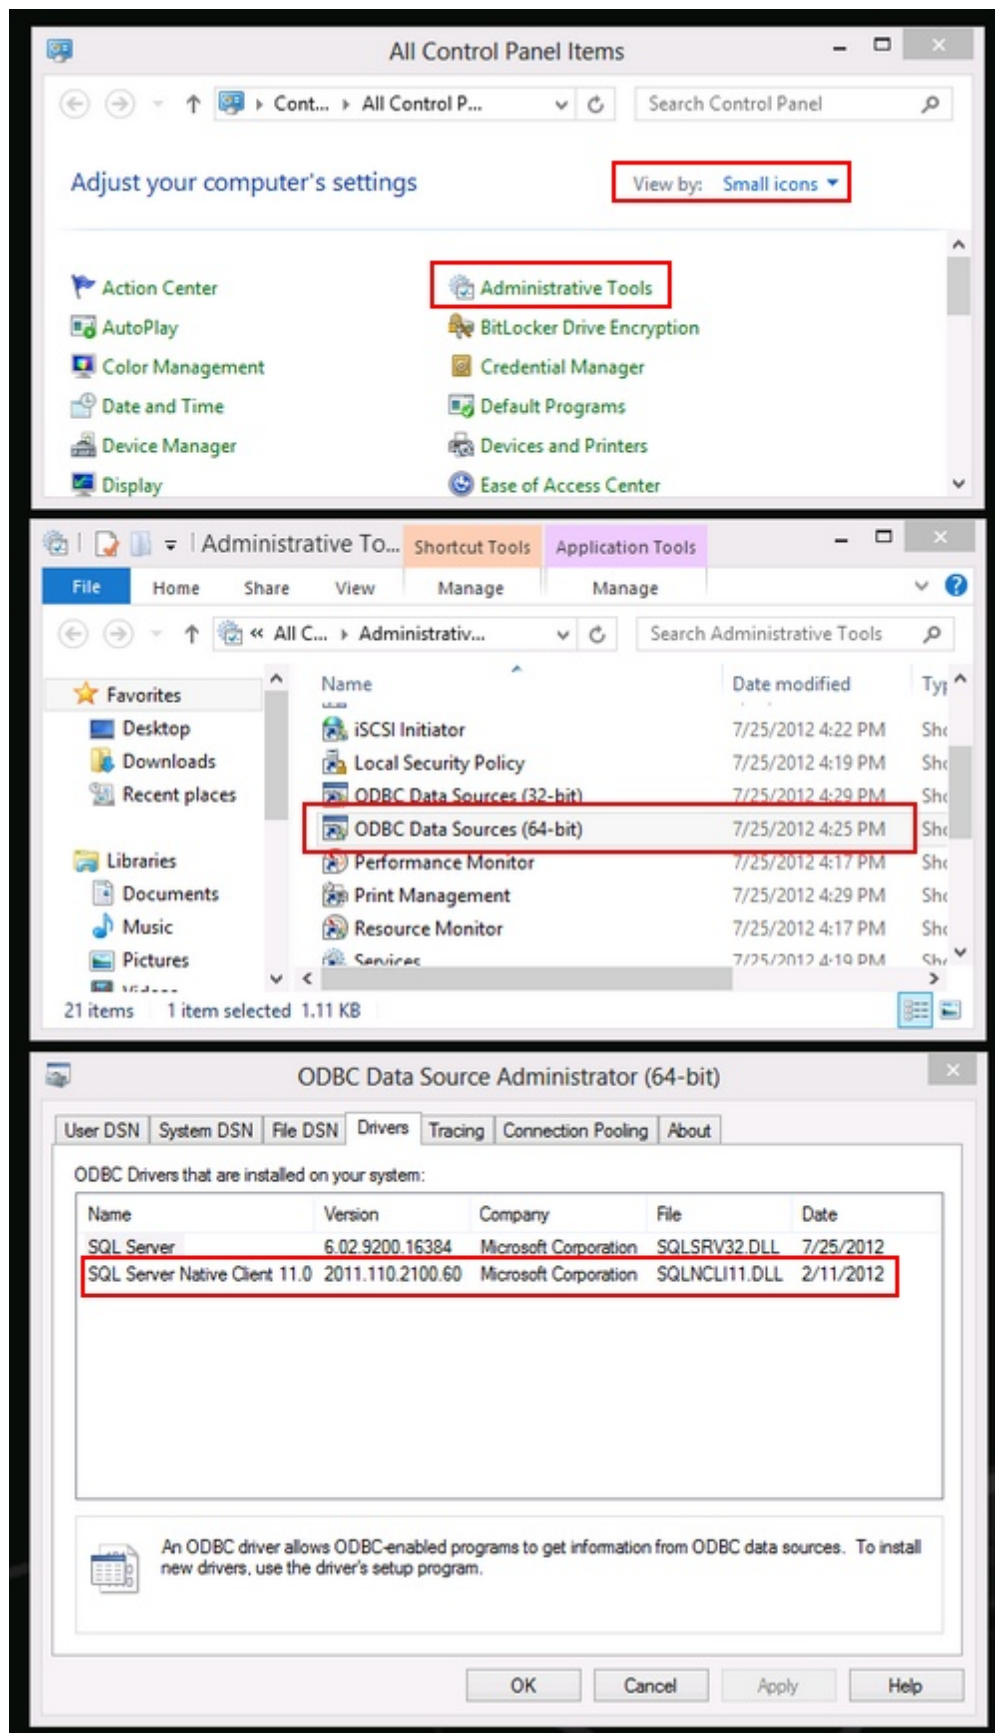 All Control Panel Items
Cont... All Control P... Search Control Panel
Adjust your computer's settings View by: Small icons
Action Center Administrative Tools
AutoPlay BitLocker Drive Encryption
Color Management Credential Manager
Date and Time Default Programs
Device Manager Devices and Printers
Display Ease of Access Center
Administrative To... Shortcut Tools Application Tools
File Home Share View Manage Manage
« All C... Administrativ... Search Administrative Tools
Favorites Name Date modified
Desktop iSCSI Initiator 7/25/2012 4:22 PM
Downloads Local Security Policy 7/25/2012 4:19 PM
Recent places ODBC Data Sources (32-bit) 7/25/2012 4:29 PM
ODBC Data Sources (64-bit) 7/25/2012 4:25 PM
Libraries Performance Monitor 7/25/2012 4:17 PM
Documents Print Management 7/25/2012 4:29 PM
Music Resource Monitor 7/25/2012 4:17 PM
Pictures Services 7/25/2012 4:19 PM
Videos
21 items 1 item selected 1.11 KB
ODBC Data Source Administrator (64-bit)
User DSN System DSN File DSN Drivers Tracing Connection Pooling About
ODBC Drivers that are installed on your system:
Name Version Company File Date
SQL Server 6.02.9200.16384 Microsoft Corporation SQLSRV32.DLL 7/25/2012
SQL Server Native Client 11.0 2011.110.2100.60 Microsoft Corporation SQLNCLI11.DLL 2/11/2012
An ODBC driver allows ODBC-enabled programs to get information from ODBC data sources. To install
new drivers, use the driver's setup program.
OK Cancel Apply Help